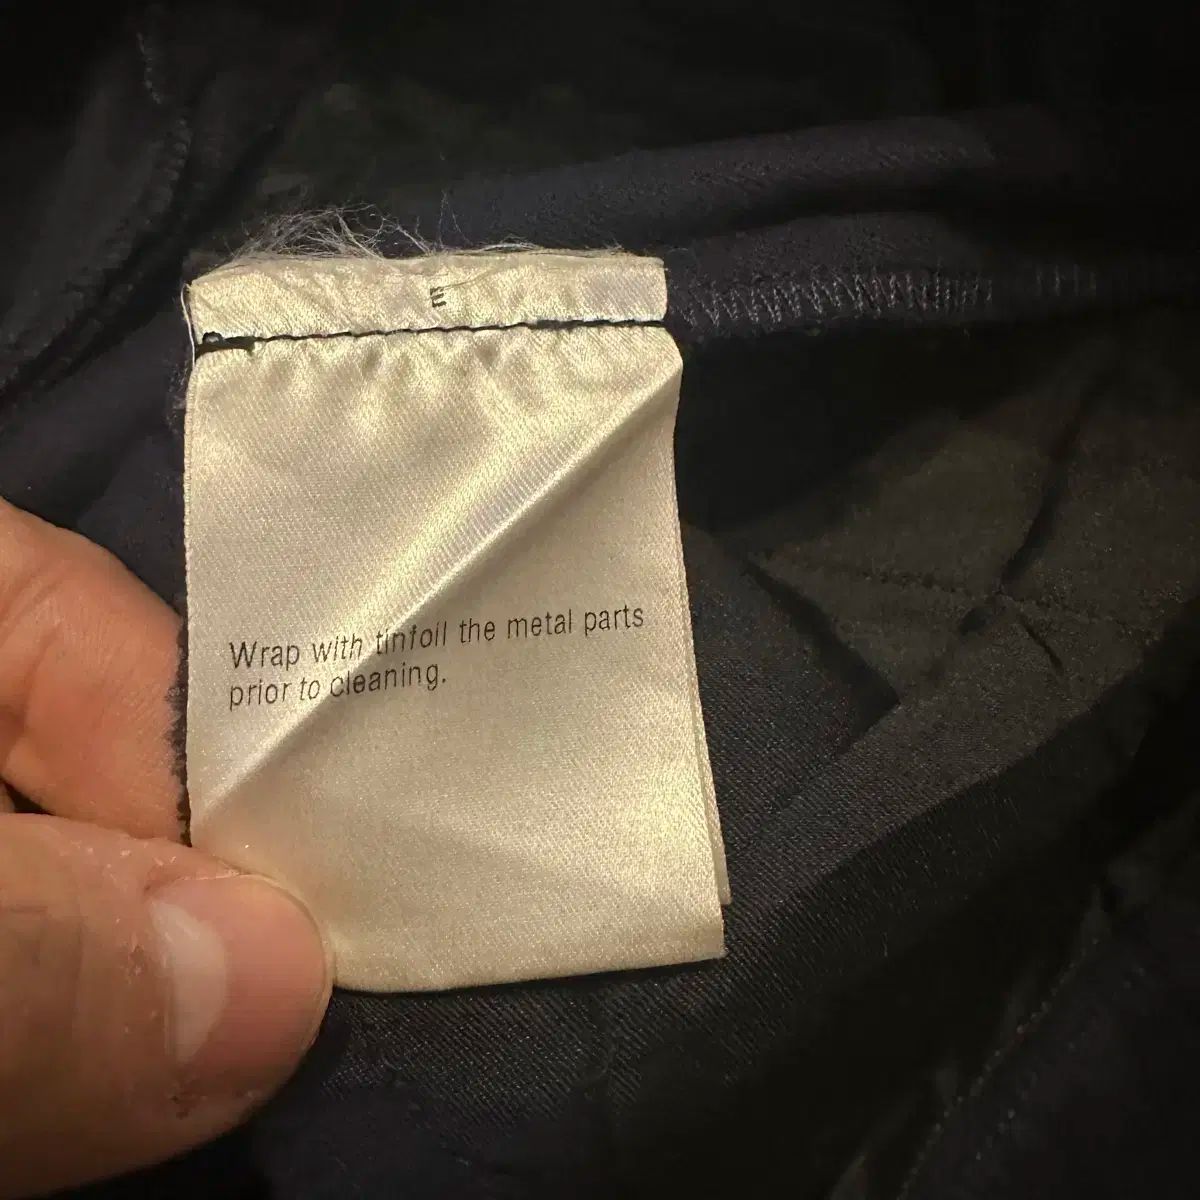 E
Wrap with tinfoil the metal parts
prior to cleaning.